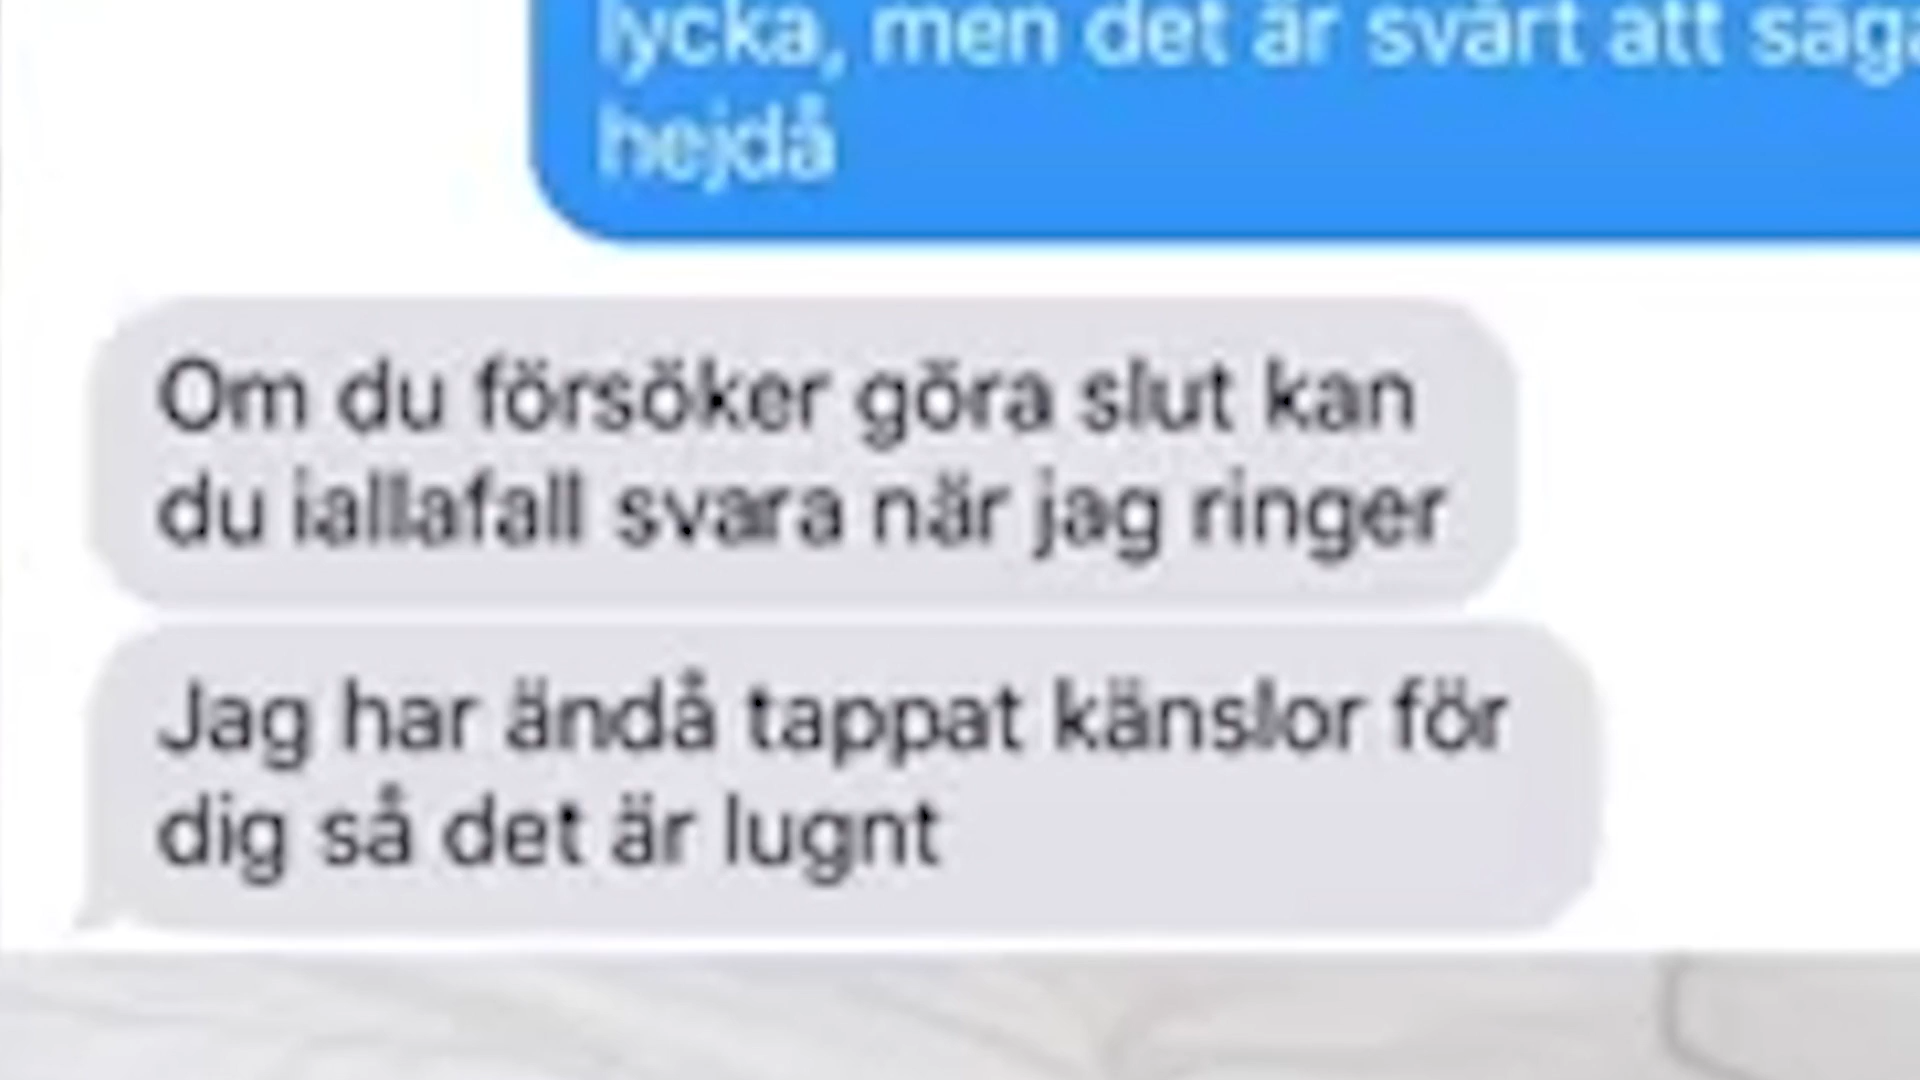 lycka, men det är svårt att säga
hejdå
Om du försöker göra slut kan
du iallafall svara när jag ringer
Jag har ändå tappat känslor för
dig så det är lugnt